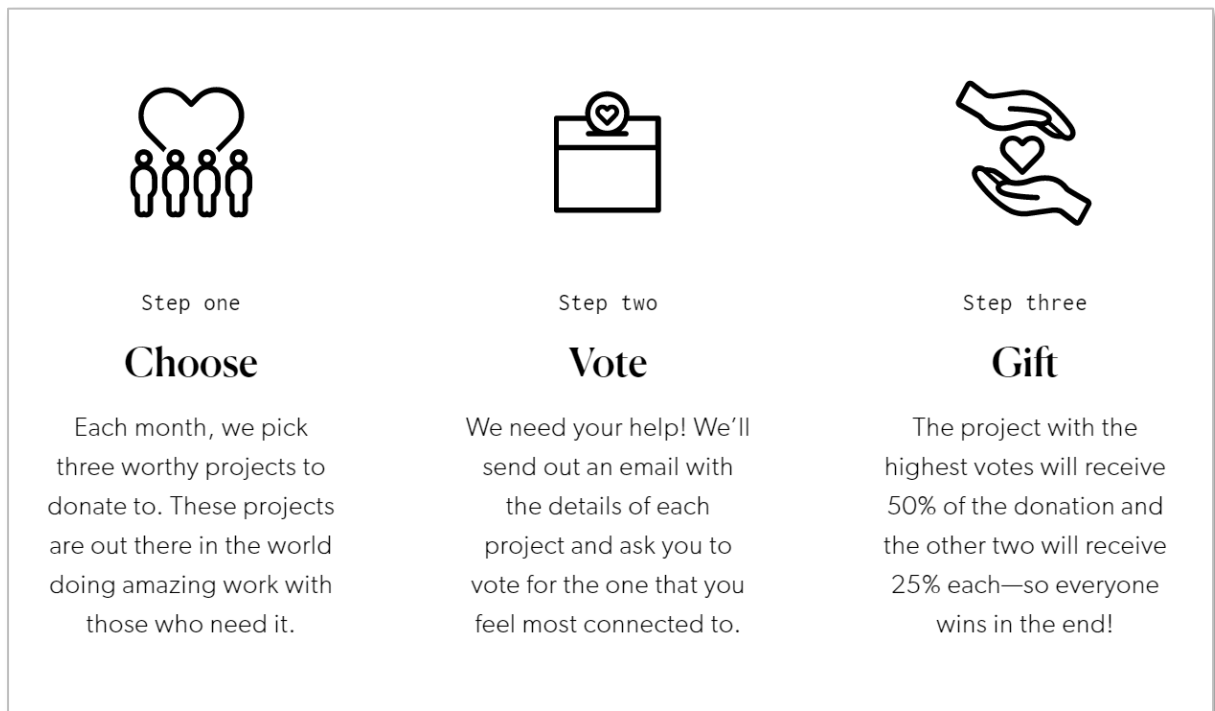 Step one
Choose
Each month, we pick
three worthy projects to
donate to. These projects
are out there in the world
doing amazing work with
those who need it.
Step two
Vote
We need your help! We’ll
send out an email with
the details of each
project and ask you to
vote for the one that you
feel most connected to.
Step three
Gift
The project with the
highest votes will receive
50% of the donation and
the other two will receive
25% each—so everyone
wins in the end!